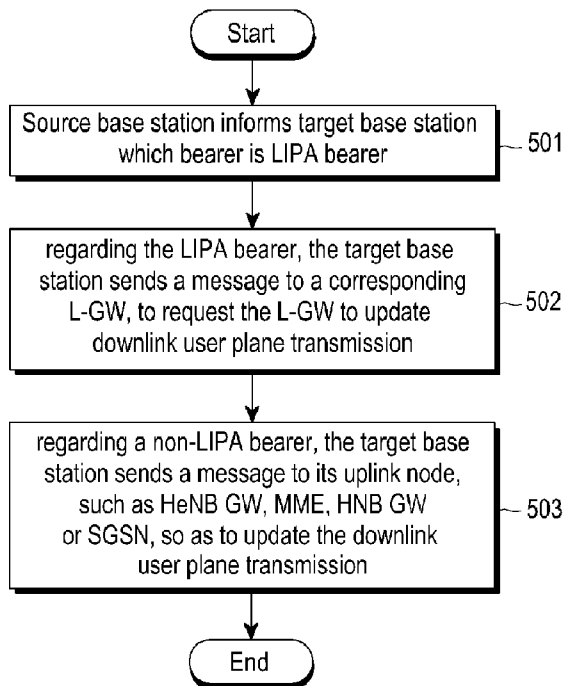 Start
Source base station informs target base station
which bearer is LIPA bearer
501
regarding the LIPA bearer, the target base
station sends a message to a corresponding
L-GW, to request the L-GW to update
downlink user plane transmission
502
regarding a non-LIPA bearer, the target base
station sends a message to its uplink node,
such as HeNB GW, MME, HNB GW
or SGSN, so as to update the downlink
user plane transmission
503
End